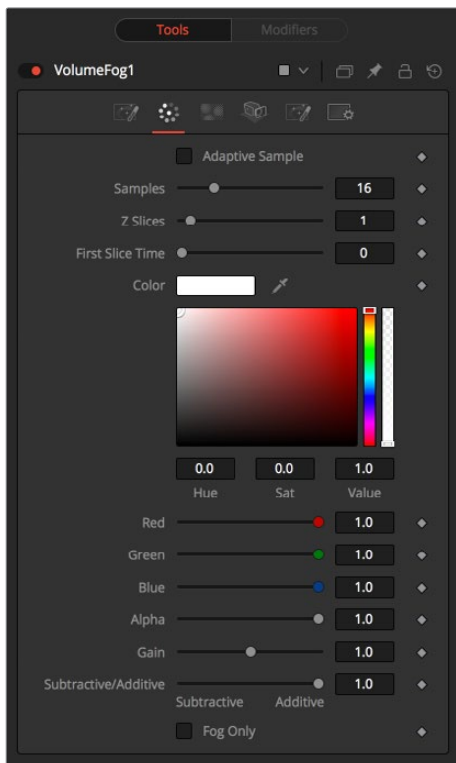 Tools Modifiers
VolumeFog1
Adaptive Sample
Samples 16
Z Slices 1
First Slice Time 0
Color
0.0 0.0 1.0
Hue Sat Value
Red 1.0
Green 1.0
Blue 1.0
Alpha 1.0
Gain 1.0
Subtractive/Additive 1.0
Subtractive Additive
Fog Only